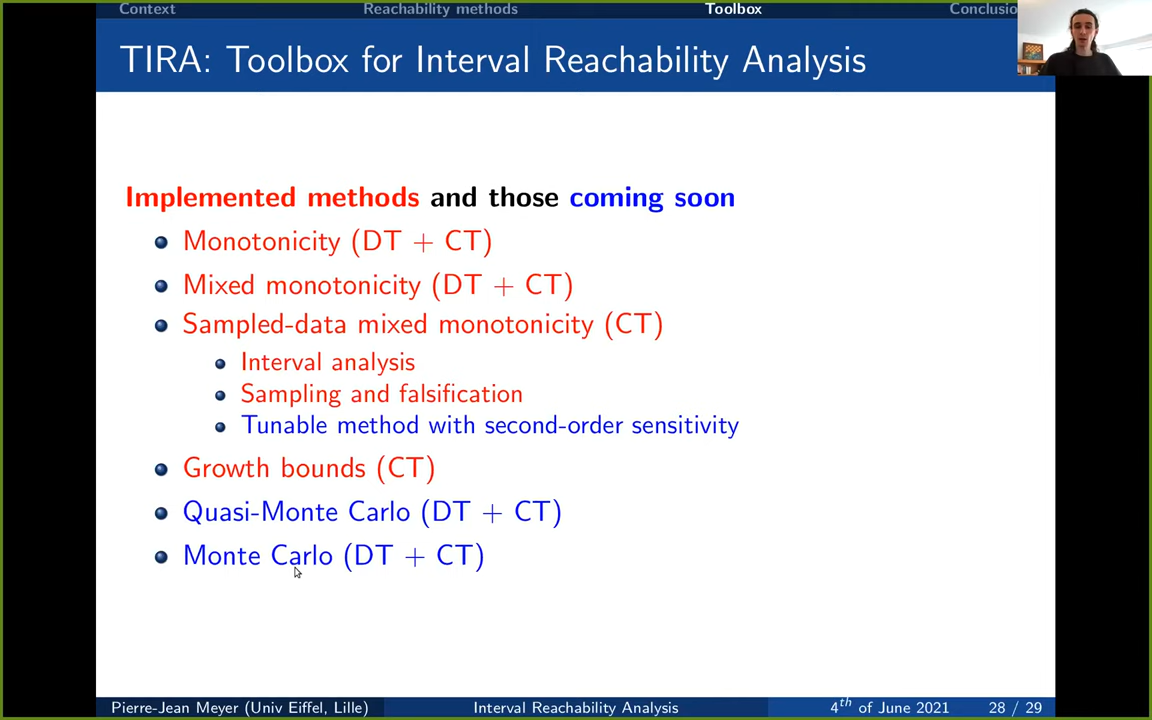 Context Reachability methods Toolbox Conclusio
TIRA: Toolbox for Interval Reachability Analysis
Implemented methods and those coming soon
Monotonicity (DT + CT)
Mixed monotonicity (DT + CT)
Sampled-data mixed monotonicity (CT)
Interval analysis
Sampling and falsification
Tunable method with second-order sensitivity
Growth bounds (CT)
Quasi-Monte Carlo (DT + CT)
Monte Carlo (DT + CT)
Pierre-Jean Meyer (Univ Eiffel, Lille) Interval Reachability Analysis 4th of June 2021 28 / 29